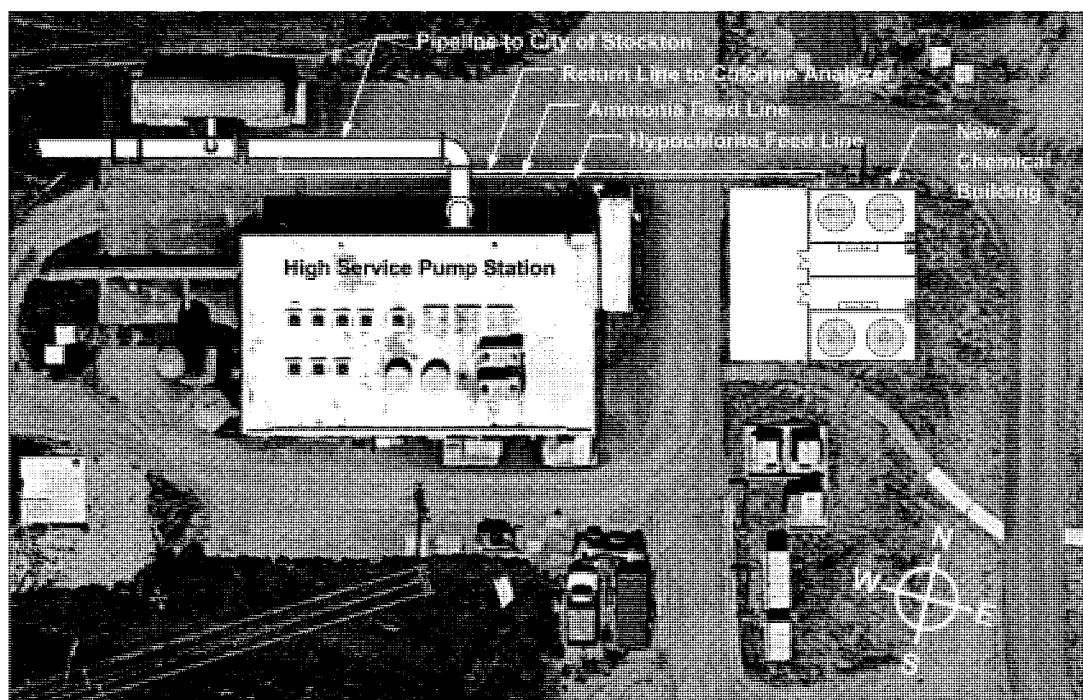 Pipeline to City of Stockton
Return Line to Chlorine Analyzer
Ammonia Feed Line
Hypochlorite Feed Line
New
Chemical
Building
High Service Pump Station
N
W
E
S